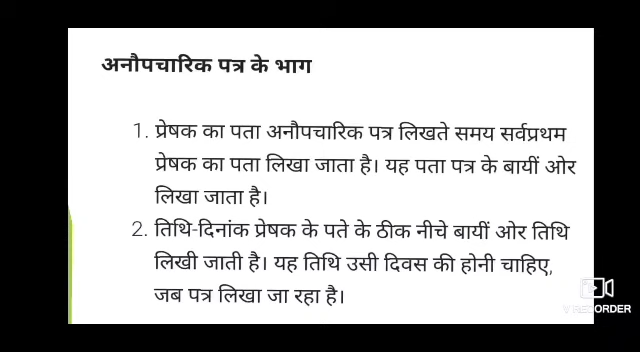 अनौपचारिक पत्र के भाग
1. प्रेषक का पता अनौपचारिक पत्र लिखते समय सर्वप्रथम
प्रेषक का पता लिखा जाता है। यह पता पत्र के बायीं ओर
लिखा जाता है।
2. तिथि-दिनांक प्रेषक के पते के ठीक नीचे बायीं ओर तिथि
लिखी जाती है। यह तिथि उसी दिवस की होनी चाहिए,
जब पत्र लिखा जा रहा है।